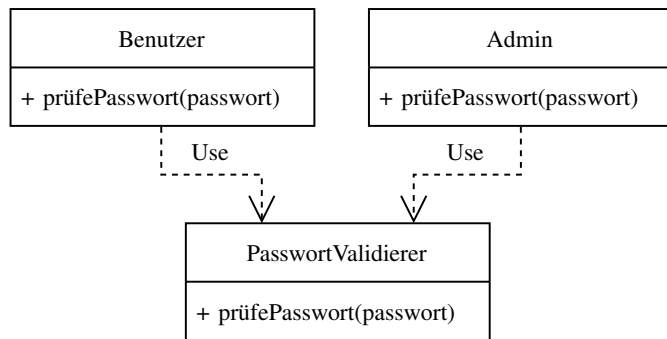 Benutzer
+ prüfePasswort(passwort)
Admin
+ prüfePasswort(passwort)
Use
Use
PasswortValidierer
+ prüfePasswort(passwort)